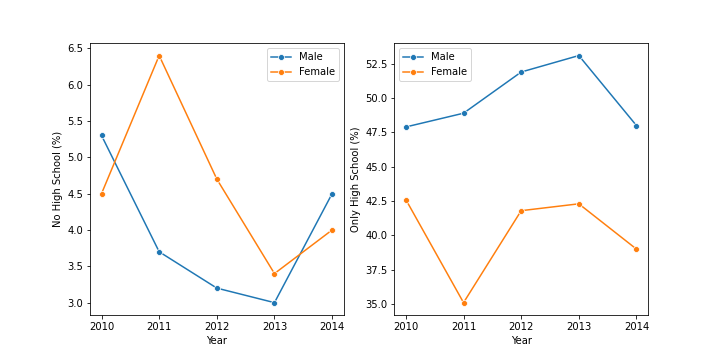 6.5
6.0
5.5
5.0
4.5
4.0
3.5
3.0
No High School (%)
2010 2011 2012 2013 2014
Year
Male
Female
52.5
50.0
47.5
45.0
42.5
40.0
37.5
35.0
Only High School (%)
2010 2011 2012 2013 2014
Year
Male
Female